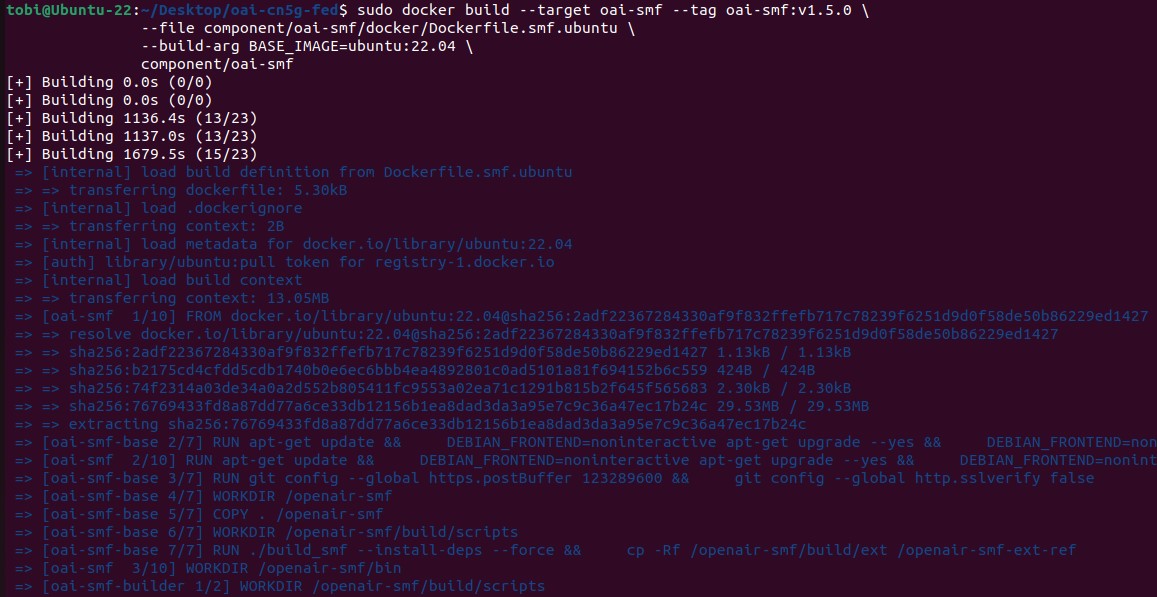 tobi@Ubuntu-22:~/Desktop/oai-cn5g-fed$ sudo docker build --target oai-smf --tag oai-smf:v1.5.0 \
--file component/oai-smf/docker/Dockerfile.smf.ubuntu \
--build-arg BASE_IMAGE=ubuntu:22.04 \
component/oai-smf
[+] Building 0.0s (0/0)
[+] Building 0.0s (0/0)
[+] Building 1136.4s (13/23)
[+] Building 1137.0s (13/23)
[+] Building 1679.5s (15/23)
=> [internal] load build definition from Dockerfile.smf.ubuntu
=> => transferring dockerfile: 5.30kB
=> [internal] load .dockerignore
=> => transferring context: 2B
=> [internal] load metadata for docker.io/library/ubuntu:22.04
=> [auth] library/ubuntu:pull token for registry-1.docker.io
=> [internal] load build context
=> => transferring context: 13.05MB
=> [oai-smf  1/10] FROM docker.io/library/ubuntu:22.04@sha256:2adf22367284330af9f832ffefb717c78239f6251d9d0f58de50b86229ed1427
=> => resolve docker.io/library/ubuntu:22.04@sha256:2adf22367284330af9f832ffefb717c78239f6251d9d0f58de50b86229ed1427
=> => sha256:2adf22367284330af9f832ffefb717c78239f6251d9d0f58de50b86229ed1427 1.13kB / 1.13kB
=> => sha256:b2175cd4cfdd5cdb1740b0e6ec6bbb4ea4892801c0ad5101a81f694152b6c559 424B / 424B
=> => sha256:74f2314a03de34a0a2d552b805411fc9553a02ea71c1291b815b2f645f565683 2.30kB / 2.30kB
=> => sha256:76769433fd8a87dd77a6ce33db12156b1ea8dad3da3a95e7c9c36a47ec17b24c 29.53MB / 29.53MB
=> => extracting sha256:76769433fd8a87dd77a6ce33db12156b1ea8dad3da3a95e7c9c36a47ec17b24c
=> [oai-smf-base 2/7] RUN apt-get update &&     DEBIAN_FRONTEND=noninteractive apt-get upgrade --yes &&     DEBIAN_FRONTEND=non
=> [oai-smf  2/10] RUN apt-get update &&     DEBIAN_FRONTEND=noninteractive apt-get upgrade --yes &&     DEBIAN_FRONTEND=nonint
=> [oai-smf-base 3/7] RUN git config --global https.postBuffer 123289600 &&     git config --global http.sslverify false
=> [oai-smf-base 4/7] WORKDIR /openair-smf
=> [oai-smf-base 5/7] COPY . /openair-smf
=> [oai-smf-base 6/7] WORKDIR /openair-smf/build/scripts
=> [oai-smf-base 7/7] RUN ./build_smf --install-deps --force &&     cp -Rf /openair-smf/build/ext /openair-smf-ext-ref
=> [oai-smf  3/10] WORKDIR /openair-smf/bin
=> [oai-smf-builder 1/2] WORKDIR /openair-smf/build/scripts